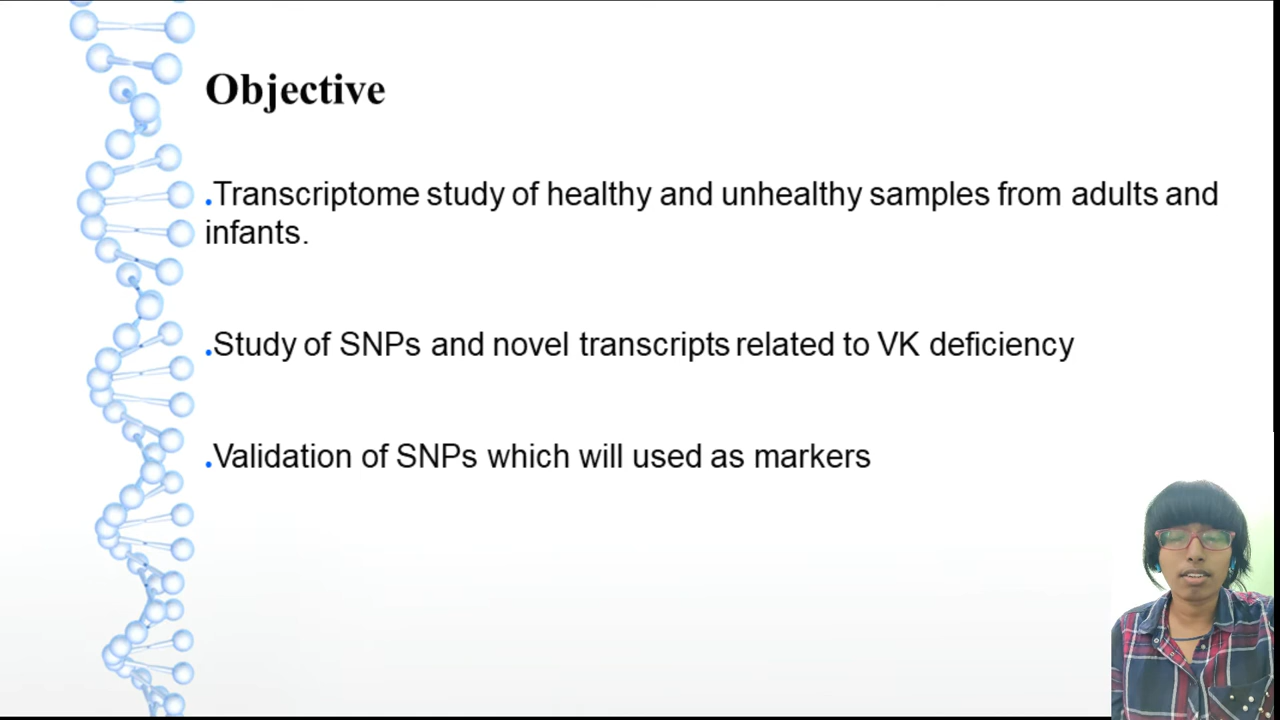 Objective
.Transcriptome study of healthy and unhealthy samples from adults and
infants.
.Study of SNPs and novel transcripts related to VK deficiency
.Validation of SNPs which will used as markers